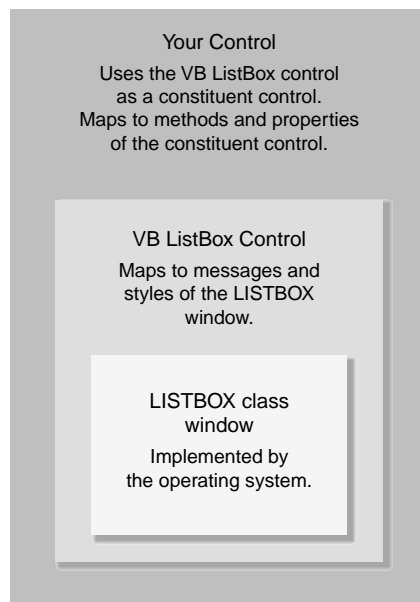 Your Control
Uses the VB ListBox control
as a constituent control.
Maps to methods and properties
of the constituent control.
VB ListBox Control
Maps to messages and
styles of the LISTBOX
window.
LISTBOX class
window
Implemented by
the operating system.